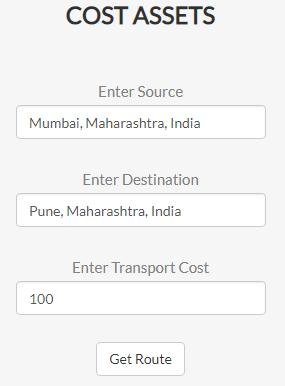 COST ASSETS
Enter Source
Mumbai, Maharashtra, India
Enter Destination
Pune, Maharashtra, India
Enter Transport Cost
100
Get Route